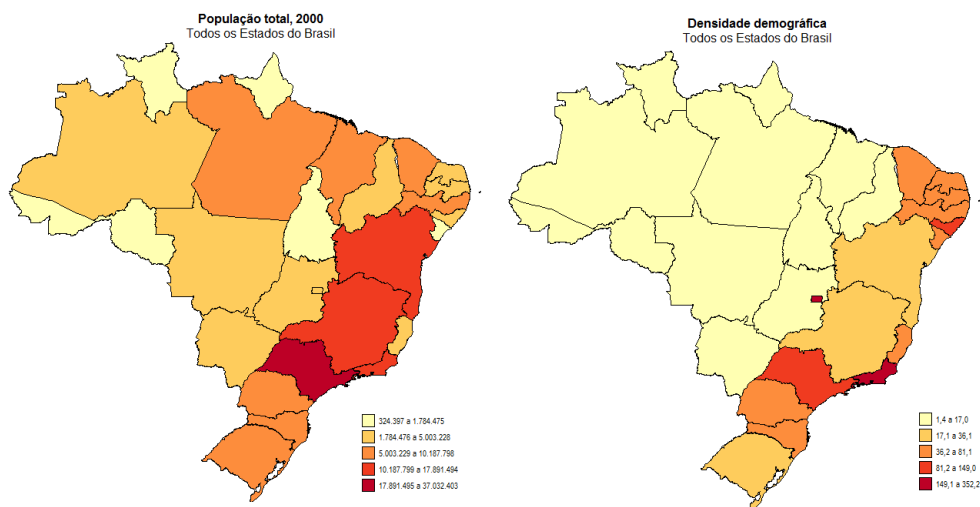 População total, 2000
Todos os Estados do Brasil
324.397 a 1.784.475
1.784.476 a 5.003.228
5.003.229 a 10.187.798
10.187.799 a 17.891.494
17.891.495 a 37.032.403
Densidade demográfica
Todos os Estados do Brasil
1,4 a 17,0
17,1 a 36,1
36,2 a 81,1
81,2 a 149,0
149,1 a 352,2